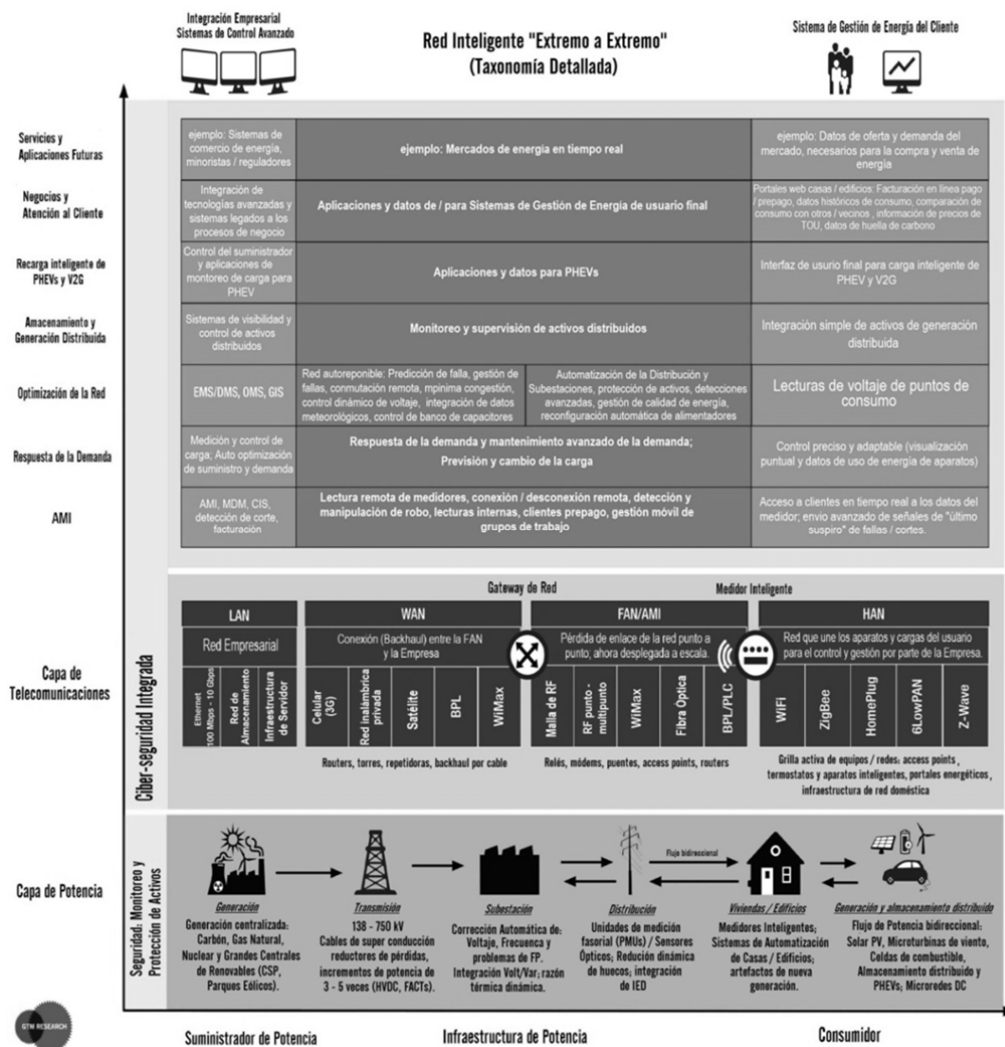 Integración Empresarial
Sistemas de Control Avanzado
Red Inteligente "Extremo a Extremo"
(Taxonomía Detallada)
Sistema de Gestión de Energía del Cliente
Servicios y
Aplicaciones Futuras
ejemplo: Sistemas de
comercio de energía,
minoristas / reguladores
ejemplo: Mercados de energía en tiempo real
ejemplo: Datos de oferta y demanda del
mercado, necesarios para la compra y venta de
energía
Negocios y
Atención al Cliente
Integración de
tecnologías avanzadas y
sistemas legados a los
procesos de negocio
Aplicaciones y datos de / para Sistemas de Gestión de Energía de usuario final
Portales web casas / edificios: Facturación en línea pago
/ prepago, datos históricos de consumo, comparación de
consumo con otros / vecinos , información de precios de
TOU, datos de huella de carbono
Recarga inteligente de
PHEVs y V2G
Control del suministrador
y aplicaciones de
montoreo de carga para
PHEV
Aplicaciones y datos para PHEVs
Interfaz de usurio final para carga inteligente de
PHEV y V2G
Amacenamiento y
Generación Distribuida
Sistemas de visibilidad y
control de activos
distribuidos
Monitoreo y supervisión de activos distribuidos
Integración simple de activos de generación
distribuida
Optimización de la Red
EMS/DMS, OMS, GIS
Red autoreponible: Predicción de falla, gestión de
fallas, conmutación remota, mpinima congestión,
control dinámico de voltaje, integración de datos
meteorológicos, control de banco de capacitores
Automatización de la Distribución y
Subestaciones, protección de activos, detecciones
avanzadas, gestión de calidad de energía,
reconfiguración automática de alimentadores
Lecturas de voltaje de puntos de
consumo
Respuesta de la Demanda
Medición y control de
carga; Auto optimización
de suministro y demanda
Respuesta de la demanda y mantenimiento avanzado de la demanda;
Previsión y cambio de la carga
Control preciso y adaptable (visualización
puntual y datos de uso de energía de aparatos)
AMI
AMI, MDM, CIS,
detección de corte,
facturación
Lectura remota de medidores, conexión / desconexión remota, detección y
manipulación de robo, lecturas internas, clientes prepago, gestión móvil de
grupos de trabajo
Acceso a clientes en tiempo real a los datos del
medidor; envio avanzado de señales de "último
suspiro" de fallas / cortes.
Gateway de Red
Medidor Inteligente
Capa de
Telecomunicaciones
Ciber-seguridad Integrada
LAN
Red Empresarial
Ethernet
100 Mbps - 10 Gbps
Red de
Almacenamiento
Infraestructura
de Servidor
WAN
Conexión (Backhaul) entre la FAN
y la Empresa
Celular
(3G)
Red inalámbrica
privada
Satélite
BPL
WiMax
Routers, torres, repetidoras, backhaul por cable
FAN/AMI
Pérdida de enlace de la red punto a
punto; ahora desplegada a escala.
Malla de RF
RF punto -
multipunto
WiMax
Fibra Optica
BPL/PLC
Relés, módems, puentes, access points, routers
HAN
Red que une los aparatos y cargas del usuario
para el control y gestión por parte de la Empresa.
WiFi
ZigBee
HomePlug
6LowPAN
Z-Wave
Grilla activa de equipos / redes: access points ,
termostatos y aparatos inteligentes, portales energéticos ,
infraestructura de red doméstica
Capa de Potencia
Seguridad: Monitoreo y
Protección de Activos
Generación
Generación centralizada:
Carbón, Gas Natural,
Nuclear y Grandes Centrales
de Renovables (CSP,
Parques Eólicos).
Transmisión
138 - 750 kV
Cables de super conducción
reductores de pérdidas,
incrementos de potencia de
3 - 5 veces (HVDC, FACTs).
Subestación
Corrección Automática de:
Voltaje, Frecuenca y
problemas de FP.
Integración Volt/Var; razón
térmica dinámica.
Flujo bidireccional
Distribución
Unidades de medición
fasorial (PMUs) / Sensores
Ópticos; Redución dinámica
de huecos; integración
de IED
Viviendas / Edificios
Medidores Inteligentes;
Sistemas de Automatización
de Casas / Edificios;
artefactos de nueva
generación.
Generación y almacenamiento distribuido
Flujo de Potencia bidireccional:
Solar PV, Microturbinas de viento,
Celdas de combustible,
Almacenamiento distribuido y
PHEVs; Microredes DC
GTM RESEARCH
Suministrador de Potencia
Infraestructura de Potencia
Consumidor